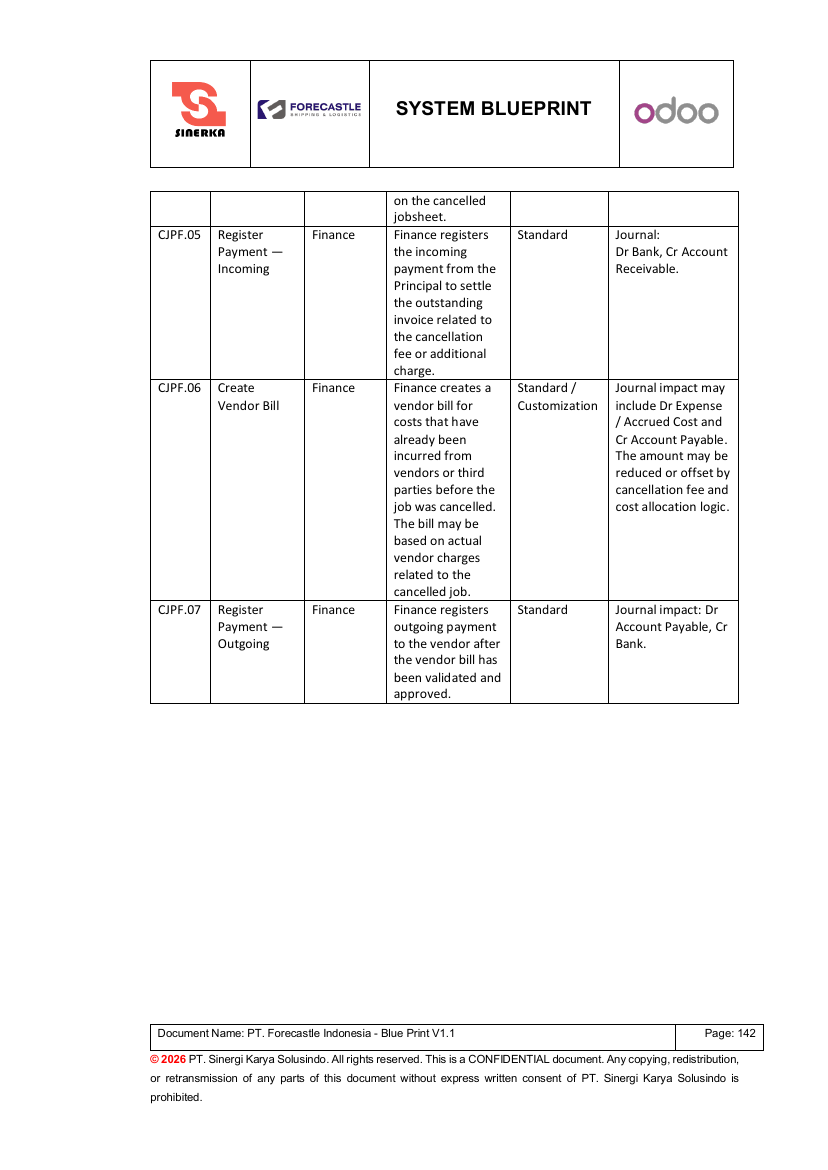 SINERKA
FORECASTLE
SHIPPING & LOGISTICS
SYSTEM BLUEPRINT
odoo
on the cancelled
jobsheet.
CJPF.05
Register
Payment —
Incoming
Finance
Finance registers
the incoming
payment from the
Principal to settle
the outstanding
invoice related to
the cancellation
fee or additional
charge.
Standard
Journal:
Dr Bank, Cr Account
Receivable.
CJPF.06
Create
Vendor Bill
Finance
Finance creates a
vendor bill for
costs that have
already been
incurred from
vendors or third
parties before the
job was cancelled.
The bill may be
based on actual
vendor charges
related to the
cancelled job.
Standard /
Customization
Journal impact may
include Dr Expense
/ Accrued Cost and
Cr Account Payable.
The amount may be
reduced or offset by
cancellation fee and
cost allocation logic.
CJPF.07
Register
Payment —
Outgoing
Finance
Finance registers
outgoing payment
to the vendor after
the vendor bill has
been validated and
approved.
Standard
Journal impact: Dr
Account Payable, Cr
Bank.
Document Name: PT. Forecastle Indonesia - Blue Print V1.1
Page: 142
© 2026 PT. Sinergi Karya Solusindo. All rights reserved. This is a CONFIDENTIAL document. Any copying, redistribution,
or retransmission of any parts of this document without express written consent of PT. Sinergi Karya Solusindo is
prohibited.